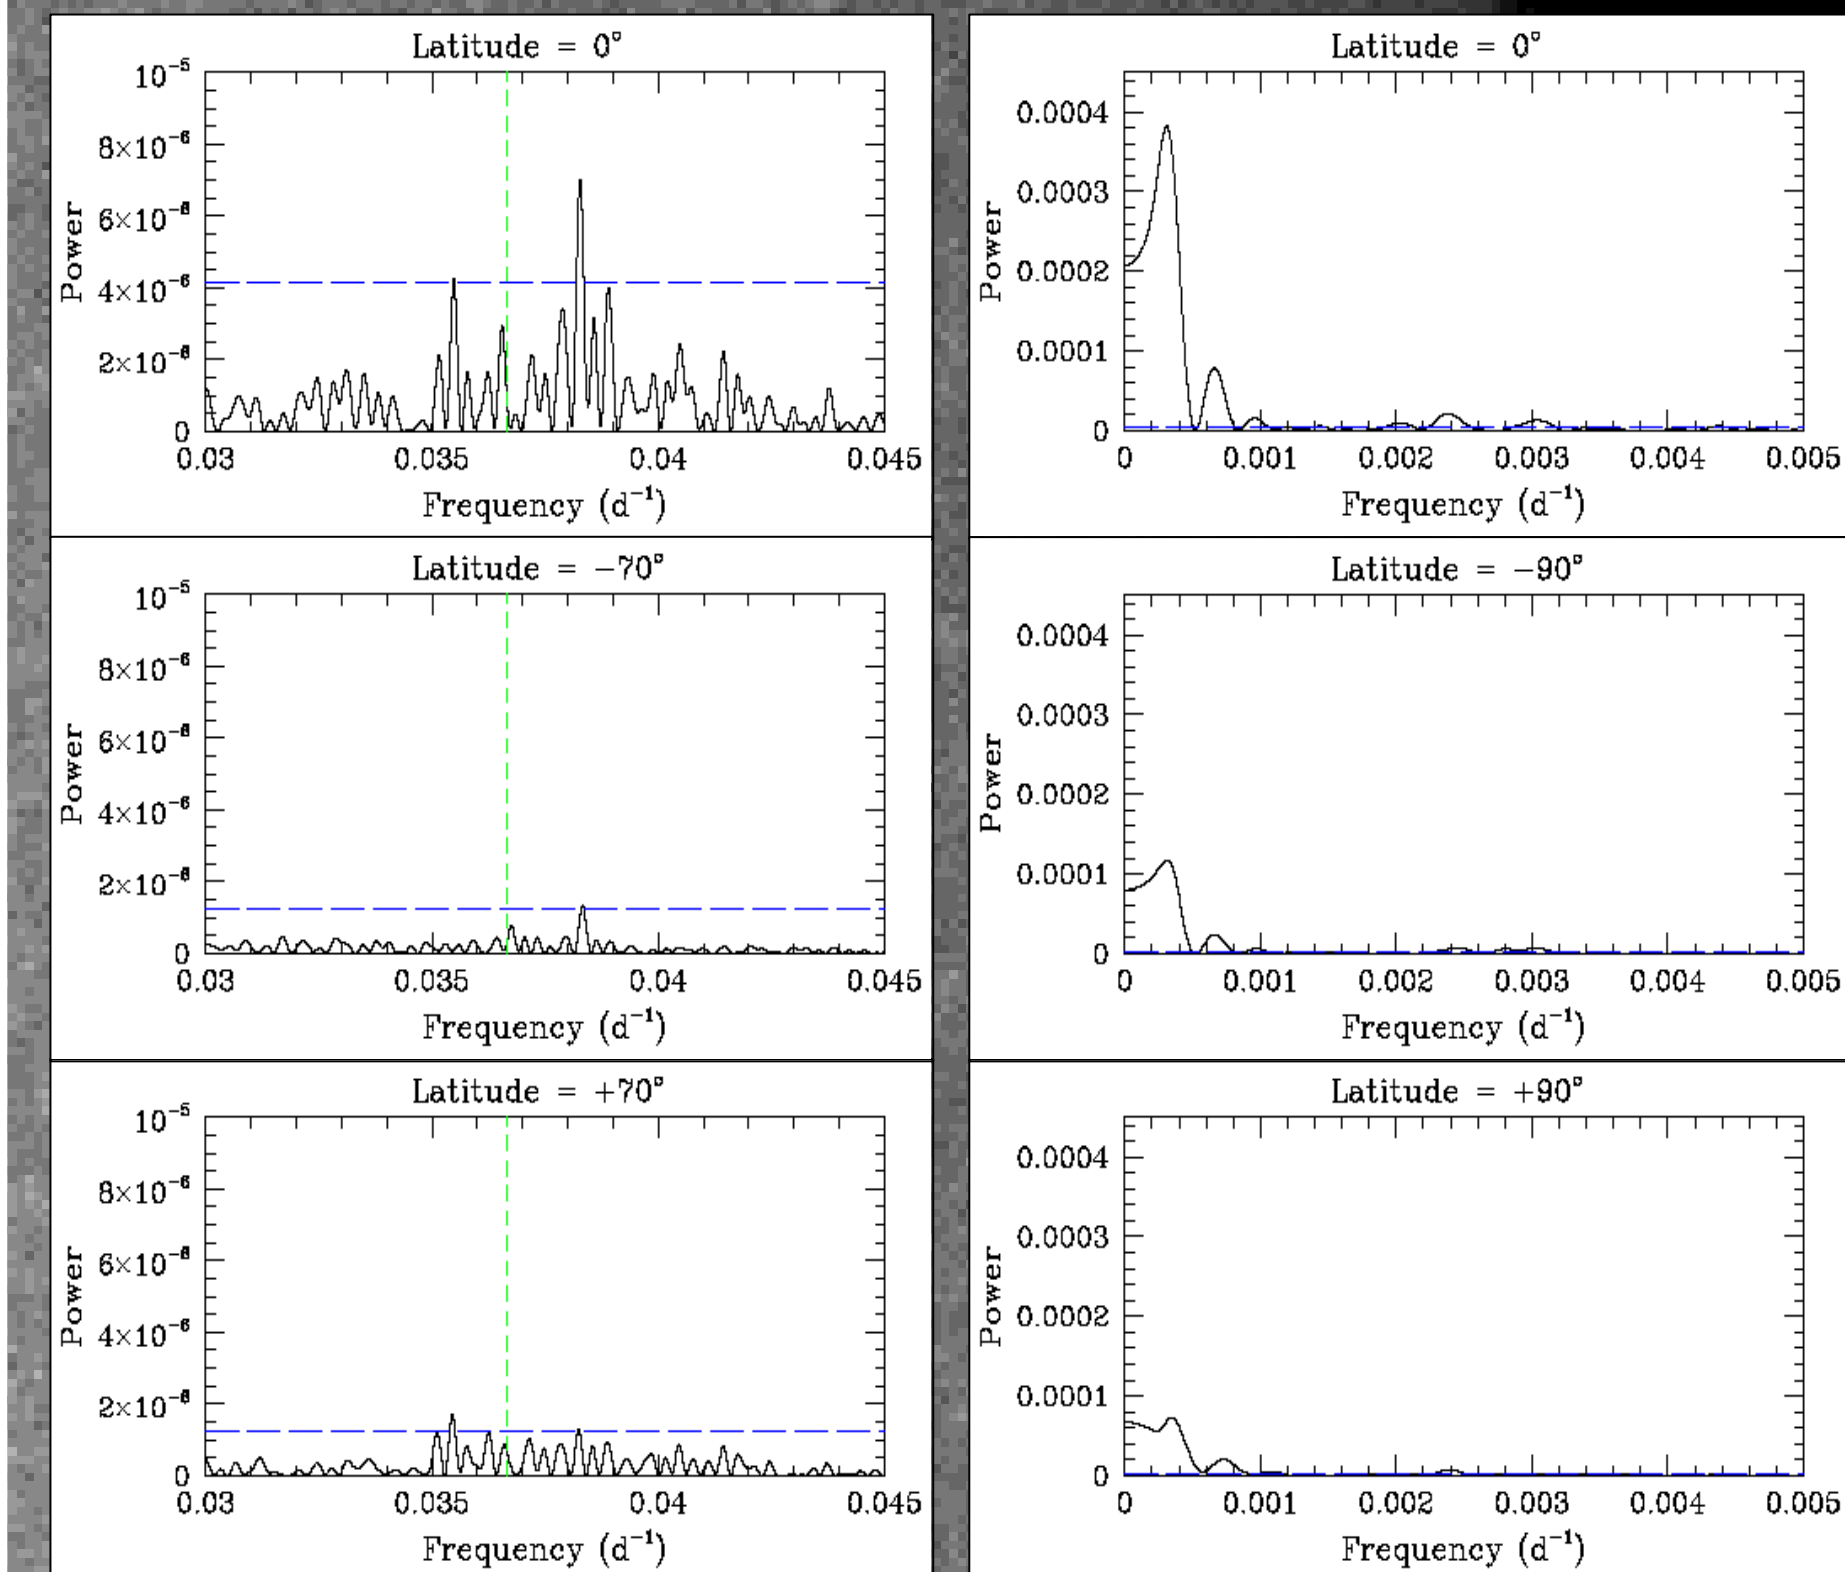 Latitude = 0°
10⁻⁵
8×10⁻⁶
6×10⁻⁶
4×10⁻⁶
2×10⁻⁶
0
Power
0.03 0.035 0.04 0.045
Frequency (d⁻¹)
Latitude = 0°
0.0004
0.0003
0.0002
0.0001
0
Power
0 0.001 0.002 0.003 0.004 0.005
Frequency (d⁻¹)
Latitude = −70°
10⁻⁵
8×10⁻⁶
6×10⁻⁶
4×10⁻⁶
2×10⁻⁶
0
Power
0.03 0.035 0.04 0.045
Frequency (d⁻¹)
Latitude = −90°
0.0004
0.0003
0.0002
0.0001
0
Power
0 0.001 0.002 0.003 0.004 0.005
Frequency (d⁻¹)
Latitude = +70°
10⁻⁵
8×10⁻⁶
6×10⁻⁶
4×10⁻⁶
2×10⁻⁶
0
Power
0.03 0.035 0.04 0.045
Frequency (d⁻¹)
Latitude = +90°
0.0004
0.0003
0.0002
0.0001
0
Power
0 0.001 0.002 0.003 0.004 0.005
Frequency (d⁻¹)